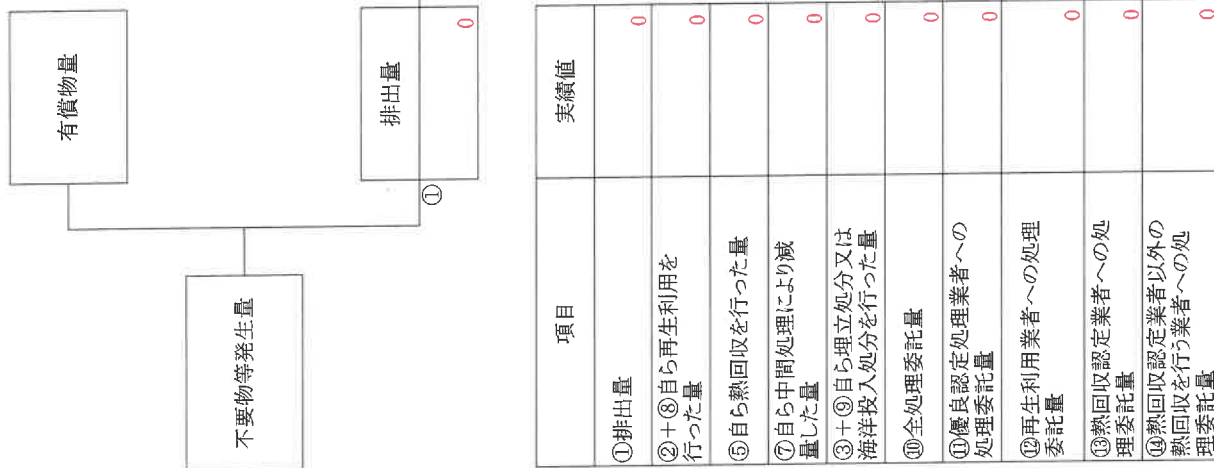 有償物量
不要物等発生量
排出量
①
0
項目 実績値
①排出量 0
②+⑧自ら再生利用を
行った量 0
⑤自ら熱回収を行った量 0
⑦自ら中間処理により減
量した量 0
③+⑨自ら埋立処分又は
海洋投入処分を行った量 0
⑩全処理委託量 0
⑪優良認定処理業者への
処理委託量 0
⑫再生利用業者への処理
委託量 0
⑬熱回収認定業者への処
理委託量 0
⑭熱回収認定業者以外の
熱回収を行う業者への処
理委託量 0